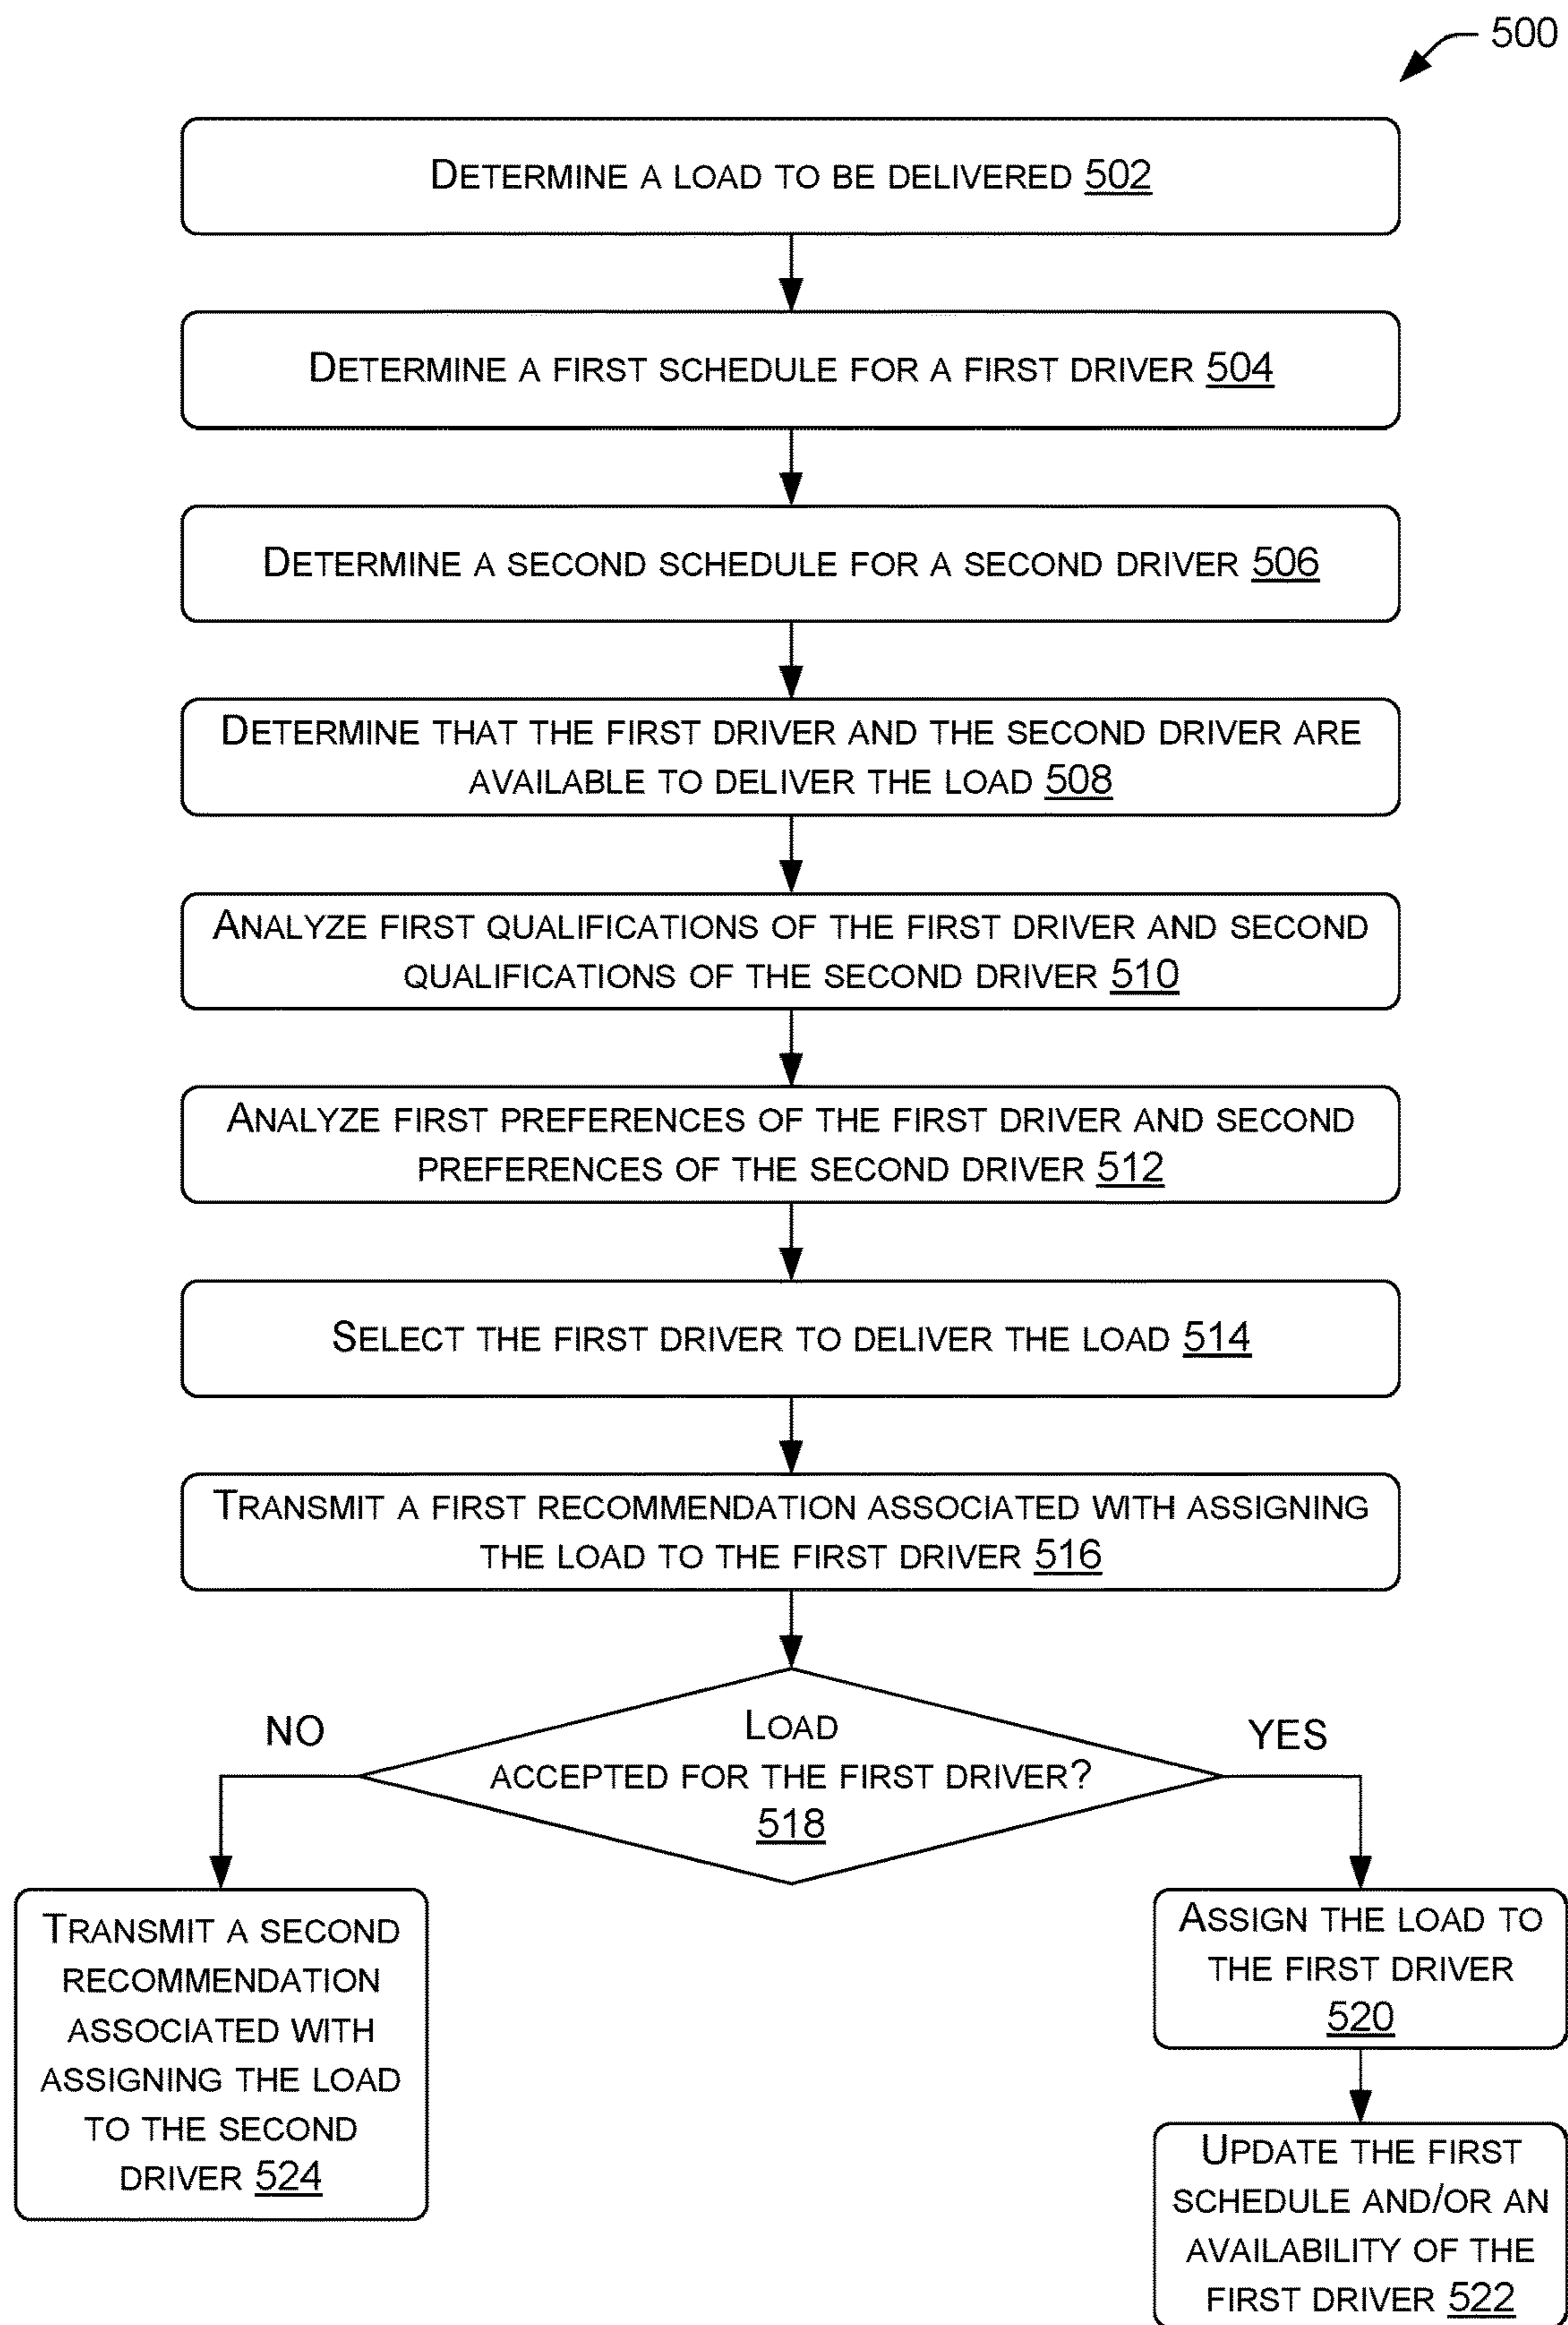 500
DETERMINE A LOAD TO BE DELIVERED 502
DETERMINE A FIRST SCHEDULE FOR A FIRST DRIVER 504
DETERMINE A SECOND SCHEDULE FOR A SECOND DRIVER 506
DETERMINE THAT THE FIRST DRIVER AND THE SECOND DRIVER ARE
AVAILABLE TO DELIVER THE LOAD 508
ANALYZE FIRST QUALIFICATIONS OF THE FIRST DRIVER AND SECOND
QUALIFICATIONS OF THE SECOND DRIVER 510
ANALYZE FIRST PREFERENCES OF THE FIRST DRIVER AND SECOND
PREFERENCES OF THE SECOND DRIVER 512
SELECT THE FIRST DRIVER TO DELIVER THE LOAD 514
TRANSMIT A FIRST RECOMMENDATION ASSOCIATED WITH ASSIGNING
THE LOAD TO THE FIRST DRIVER 516
LOAD
ACCEPTED FOR THE FIRST DRIVER?
518
NO
YES
TRANSMIT A SECOND
RECOMMENDATION
ASSOCIATED WITH
ASSIGNING THE LOAD
TO THE SECOND
DRIVER 524
ASSIGN THE LOAD TO
THE FIRST DRIVER
520
UPDATE THE FIRST
SCHEDULE AND/OR AN
AVAILABILITY OF THE
FIRST DRIVER 522